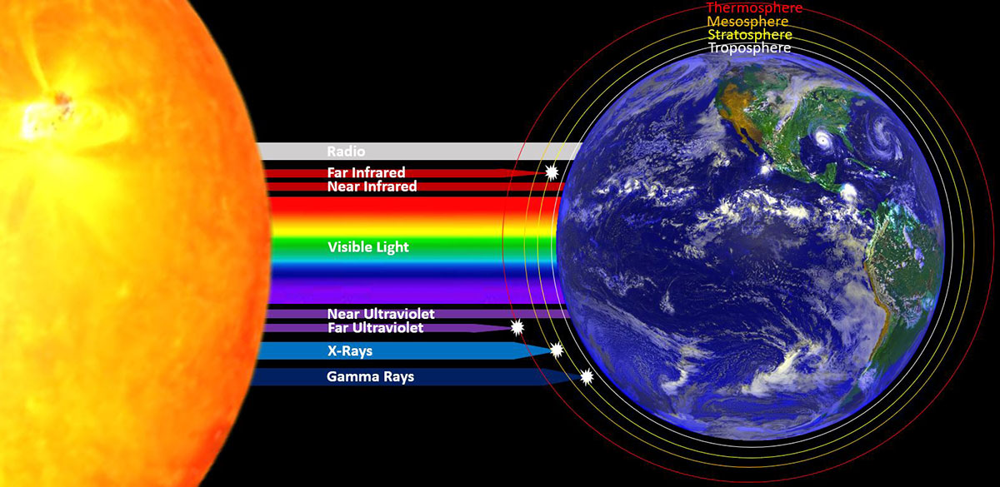 Thermosphere
Mesosphere
Stratosphere
Troposphere
Radio
Far Infrared
Near Infrared
Visible Light
Near Ultraviolet
Far Ultraviolet
X-Rays
Gamma Rays